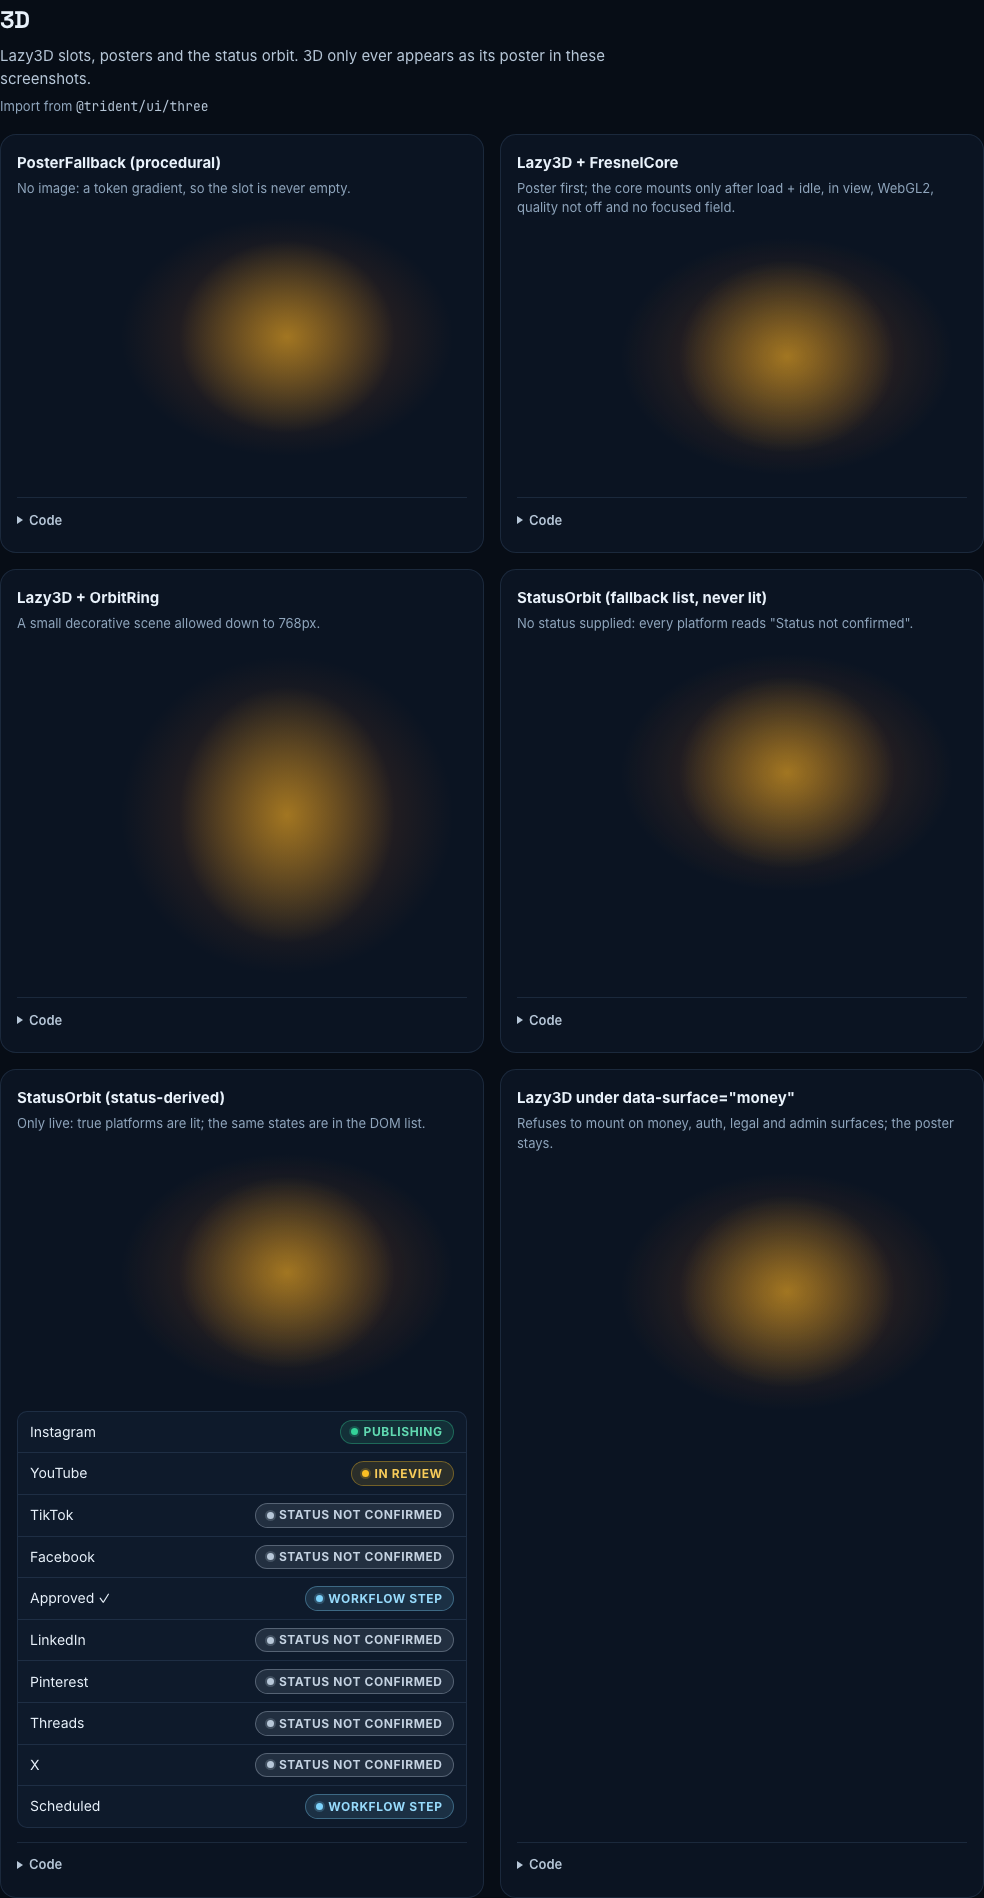 3D
Lazy3D slots, posters and the status orbit. 3D only ever appears as its poster in these
screenshots.
Import from @trident/ui/three
PosterFallback (procedural)
No image: a token gradient, so the slot is never empty.
Code
Lazy3D + FresnelCore
Poster first; the core mounts only after load + idle, in view, WebGL2,
quality not off and no focused field.
Code
Lazy3D + OrbitRing
A small decorative scene allowed down to 768px.
Code
StatusOrbit (fallback list, never lit)
No status supplied: every platform reads "Status not confirmed".
Code
StatusOrbit (status-derived)
Only live: true platforms are lit; the same states are in the DOM list.
Instagram PUBLISHING
YouTube IN REVIEW
TikTok STATUS NOT CONFIRMED
Facebook STATUS NOT CONFIRMED
Approved ✓ WORKFLOW STEP
LinkedIn STATUS NOT CONFIRMED
Pinterest STATUS NOT CONFIRMED
Threads STATUS NOT CONFIRMED
X STATUS NOT CONFIRMED
Scheduled WORKFLOW STEP
Code
Lazy3D under data-surface="money"
Refuses to mount on money, auth, legal and admin surfaces; the poster
stays.
Code